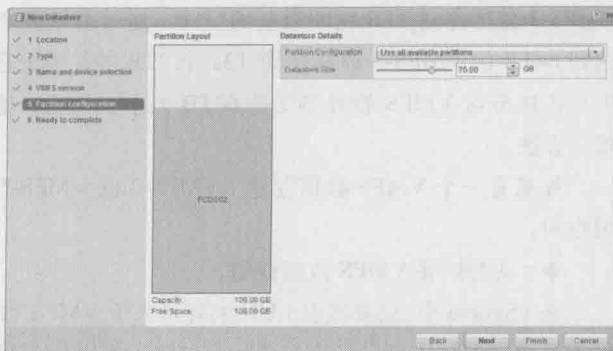 New Datastore
1 Location
2 Type
3 Name and device selection
4 VMFS version
5 Partition configuration
6 Ready to complete
Partition Layout
FCD002
Capacity 100.00 GB
Free Space 100.00 GB
Datastore Details
Partition Configuration Use all available partitions
Datastore Size 75.00 GB
Back Next Finish Cancel